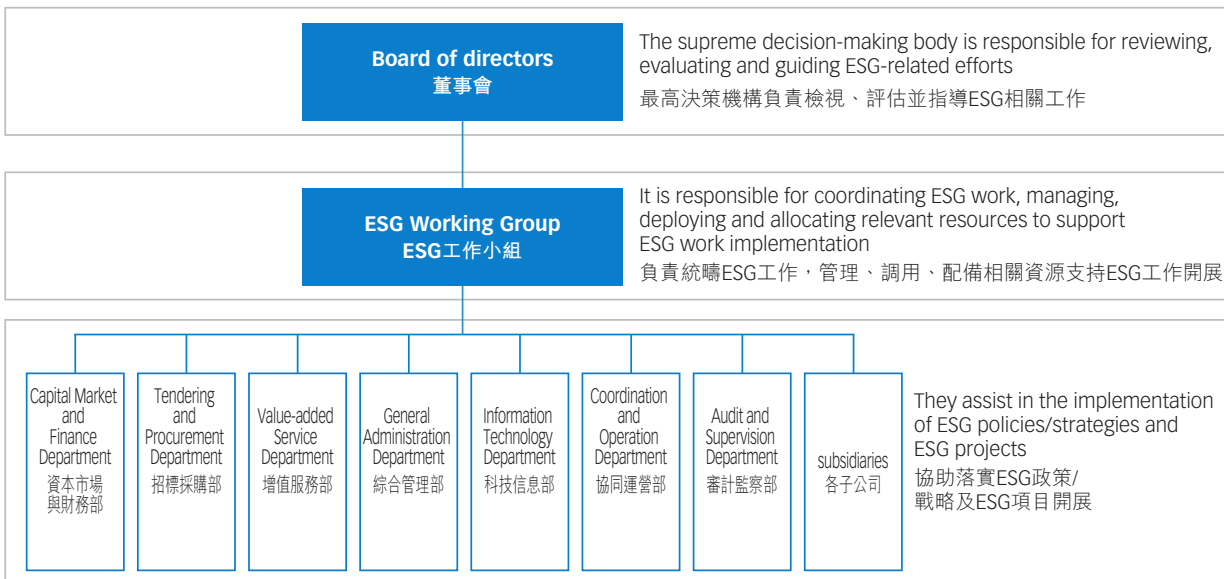 Board of directors
董事會
The supreme decision-making body is responsible for reviewing,
evaluating and guiding ESG-related efforts
最高決策機構負責檢視、評估並指導ESG相關工作
ESG Working Group
ESG工作小組
It is responsible for coordinating ESG work, managing,
deploying and allocating relevant resources to support
ESG work implementation
負責統疇ESG工作，管理、調用、配備相關資源支持ESG工作開展
Capital Market
and
Finance
Department
資本市場
與財務部
Tendering
and
Procurement
Department
招標採購部
Value-added
Service
Department
增值服務部
General
Administration
Department
綜合管理部
Information
Technology
Department
科技信息部
Coordination
and
Operation
Department
協同運營部
Audit and
Supervision
Department
審計監察部
subsidiaries
各子公司
They assist in the implementation
of ESG policies/strategies and
ESG projects
協助落實ESG政策/
戰略及ESG項目開展